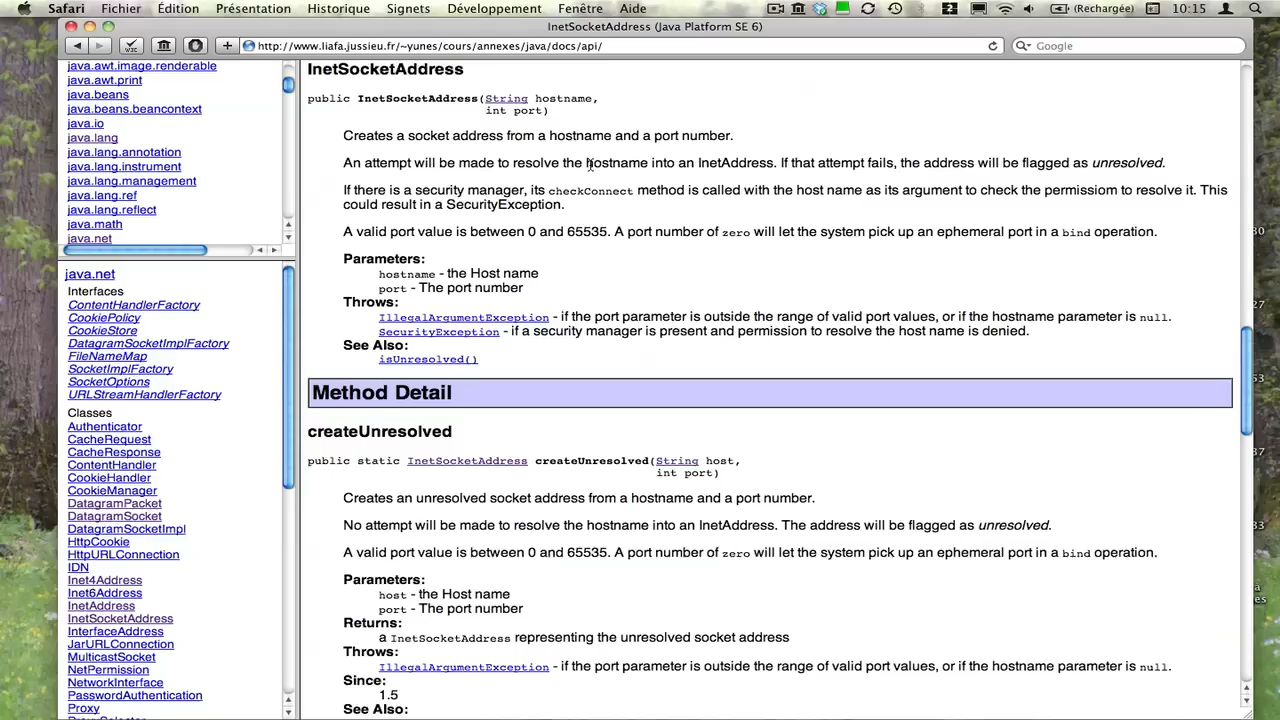 Safari Fichier Édition Présentation Historique Signets Développement Fenêtre Aide (Rechargée) 10:15
InetSocketAddress (Java Platform SE 6)
http://www.liafa.jussieu.fr/~yunes/cours/annexes/java/docs/api/ Google
java.awt.image.renderable
java.awt.print
java.beans
java.beans.beancontext
java.io
java.lang
java.lang.annotation
java.lang.instrument
java.lang.management
java.lang.ref
java.lang.reflect
java.math
java.net
java.net
Interfaces
ContentHandlerFactory
CookiePolicy
CookieStore
DatagramSocketImplFactory
FileNameMap
SocketImplFactory
SocketOptions
URLStreamHandlerFactory
Classes
Authenticator
CacheRequest
CacheResponse
ContentHandler
CookieHandler
CookieManager
DatagramPacket
DatagramSocket
DatagramSocketImpl
HttpCookie
HttpURLConnection
IDN
Inet4Address
Inet6Address
InetAddress
InetSocketAddress
InterfaceAddress
JarURLConnection
MulticastSocket
NetPermission
NetworkInterface
PasswordAuthentication
Proxy
ProxySelector
InetSocketAddress
public InetSocketAddress(String hostname,
int port)
Creates a socket address from a hostname and a port number.
An attempt will be made to resolve the hostname into an InetAddress. If that attempt fails, the address will be flagged as unresolved.
If there is a security manager, its checkConnect method is called with the host name as its argument to check the permissiom to resolve it. This
could result in a SecurityException.
A valid port value is between 0 and 65535. A port number of zero will let the system pick up an ephemeral port in a bind operation.
Parameters:
hostname - the Host name
port - The port number
Throws:
IllegalArgumentException - if the port parameter is outside the range of valid port values, or if the hostname parameter is null.
SecurityException - if a security manager is present and permission to resolve the host name is denied.
See Also:
isUnresolved()
Method Detail
createUnresolved
public static InetSocketAddress createUnresolved(String host,
int port)
Creates an unresolved socket address from a hostname and a port number.
No attempt will be made to resolve the hostname into an InetAddress. The address will be flagged as unresolved.
A valid port value is between 0 and 65535. A port number of zero will let the system pick up an ephemeral port in a bind operation.
Parameters:
host - the Host name
port - The port number
Returns:
a InetSocketAddress representing the unresolved socket address
Throws:
IllegalArgumentException - if the port parameter is outside the range of valid port values, or if the hostname parameter is null.
Since:
1.5
See Also: